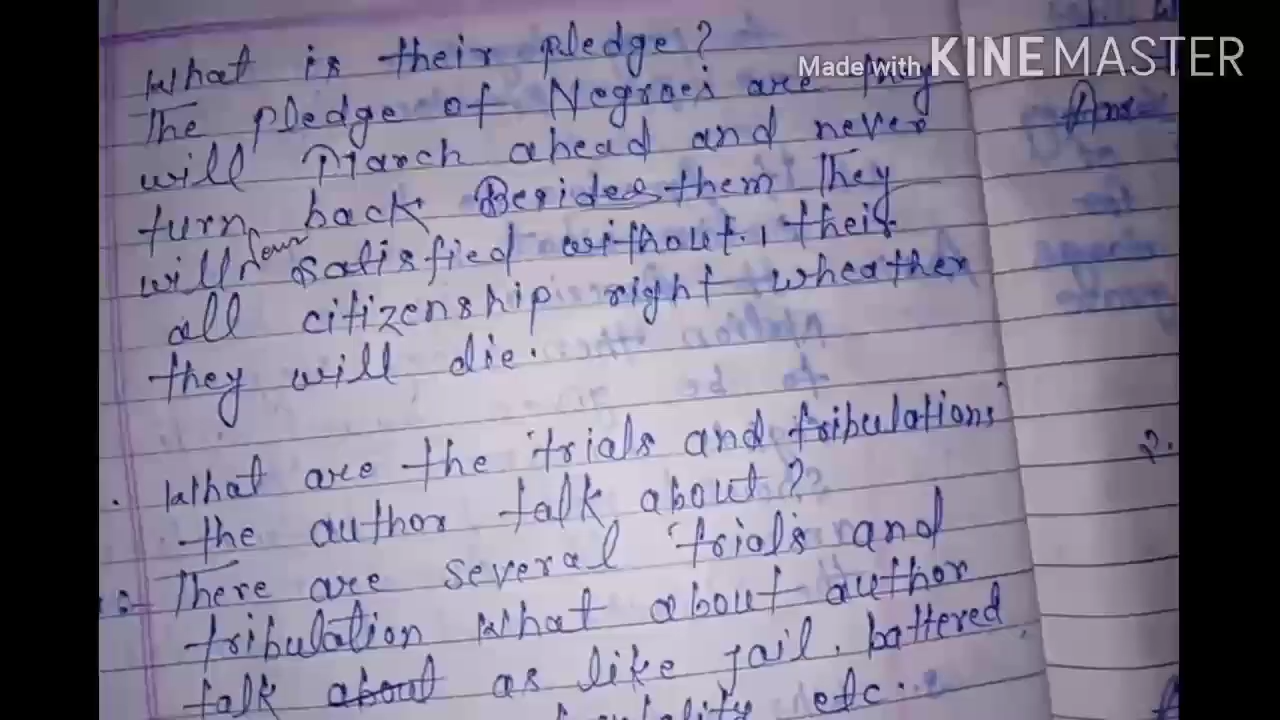 What is their pledge?
Made with KINEMASTER
The pledge of Negroes are they
will March ahead and never
turn back Besides them They
will never satisfied without their
all citizenship right wheather
they will die.
What are the trials and tribulations
the author talk about?
There are several trials and
tribulation What about author
talk about as like jail. battered
etc.
Ans
2.